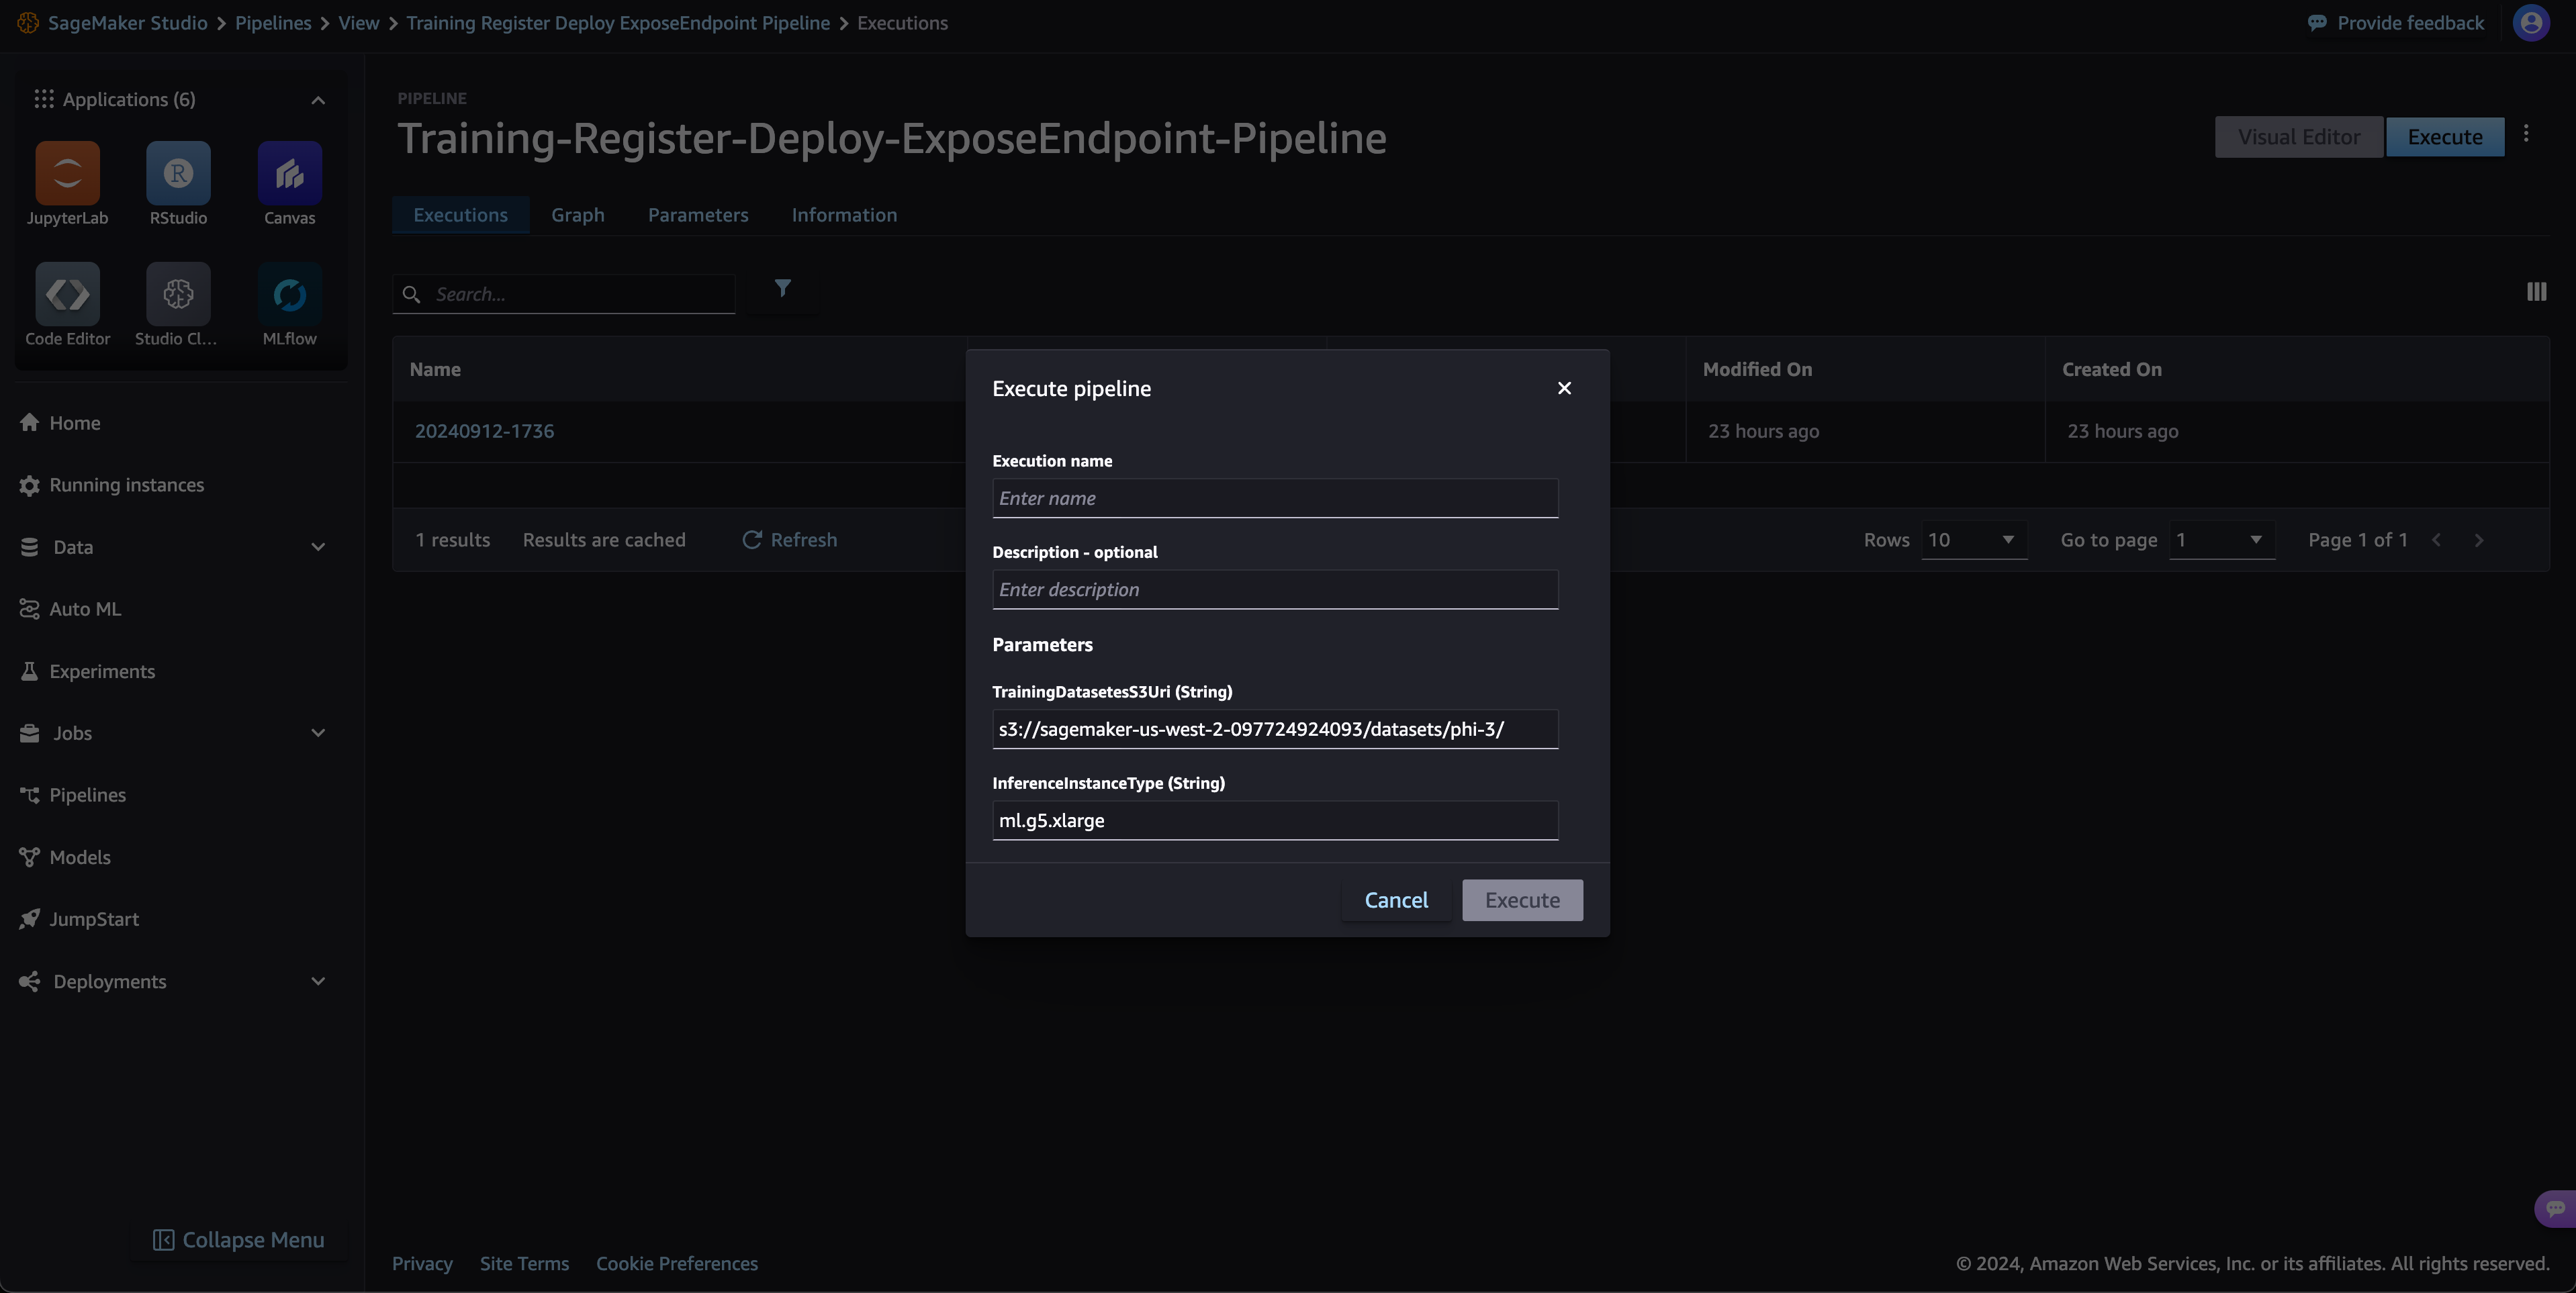 SageMaker Studio > Pipelines > View > Training Register Deploy ExposeEndpoint Pipeline > Executions
Provide feedback
Applications (6)
JupyterLab
RStudio
Canvas
Code Editor
Studio Cl...
MLflow
Home
Running instances
Data
Auto ML
Experiments
Jobs
Pipelines
Models
JumpStart
Deployments
Collapse Menu
PIPELINE
Training-Register-Deploy-ExposeEndpoint-Pipeline
Visual Editor
Execute
Executions
Graph
Parameters
Information
Search...
Name
Modified On
Created On
20240912-1736
23 hours ago
23 hours ago
1 results
Results are cached
Refresh
Rows
10
Go to page
1
Page 1 of 1
Execute pipeline
Execution name
Enter name
Description - optional
Enter description
Parameters
TrainingDatasetesS3Uri (String)
s3://sagemaker-us-west-2-097724924093/datasets/phi-3/
InferenceInstanceType (String)
ml.g5.xlarge
Cancel
Execute
Privacy
Site Terms
Cookie Preferences
© 2024, Amazon Web Services, Inc. or its affiliates. All rights reserved.